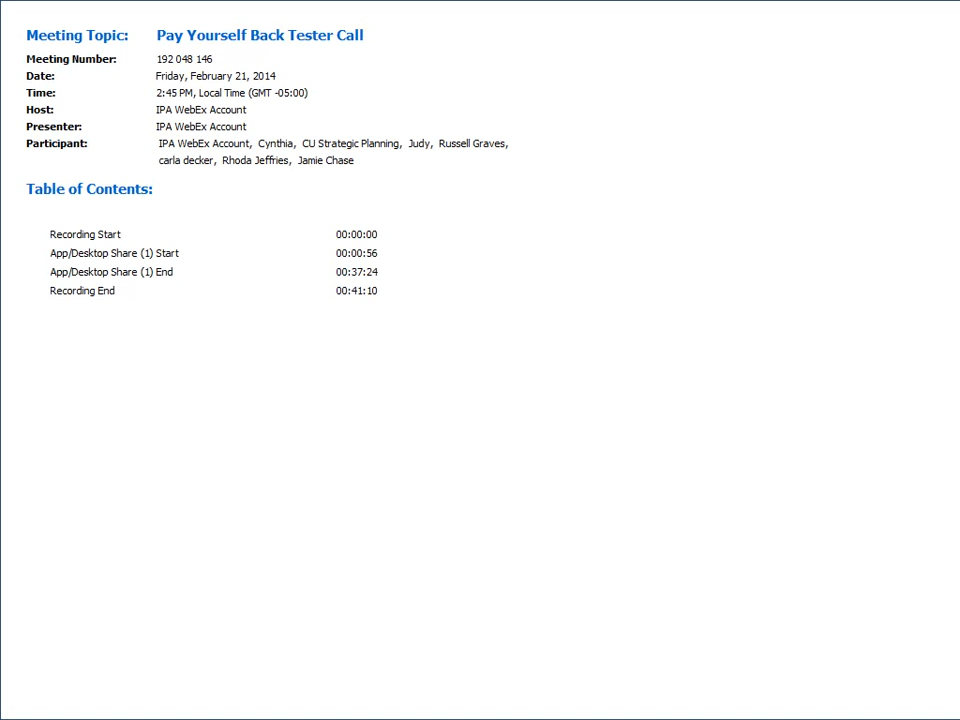 Meeting Topic: Pay Yourself Back Tester Call
Meeting Number: 192 048 146
Date: Friday, February 21, 2014
Time: 2:45 PM, Local Time (GMT -05:00)
Host: IPA WebEx Account
Presenter: IPA WebEx Account
Participant: IPA WebEx Account, Cynthia, CU Strategic Planning, Judy, Russell Graves,
carla decker, Rhoda Jeffries, Jamie Chase
Table of Contents:
Recording Start 00:00:00
App/Desktop Share (1) Start 00:00:56
App/Desktop Share (1) End 00:37:24
Recording End 00:41:10